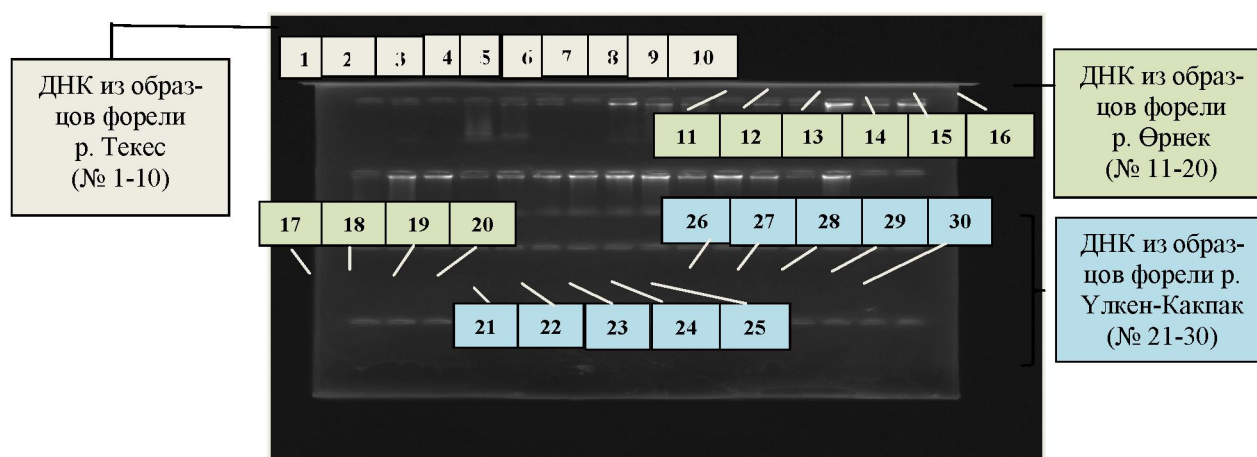 1 2 3 4 5 6 7 8 9 10
ДНК из образ-
цов форели
р. Текес
(№ 1-10)
ДНК из образ-
цов форели
р. Өрнек
(№ 11-20)
11 12 13 14 15 16
17 18 19 20
26 27 28 29 30
ДНК из образ-
цов форели р.
Үлкен-Какпак
(№ 21-30)
21 22 23 24 25